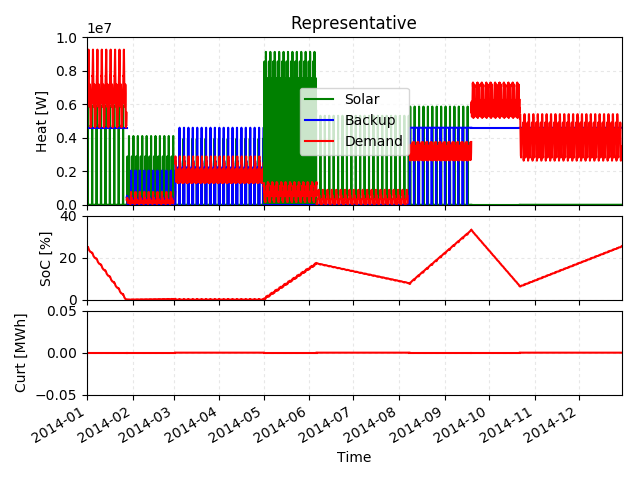 Representative
1e7
1.0
0.8
0.6
0.4
0.2
0.0
Heat [W]
Solar
Backup
Demand
40
20
0
SoC [%]
0.05
0.00
−0.05
Curt [MWh]
2014-01
2014-02
2014-03
2014-04
2014-05
2014-06
2014-07
2014-08
2014-09
2014-10
2014-11
2014-12
Time